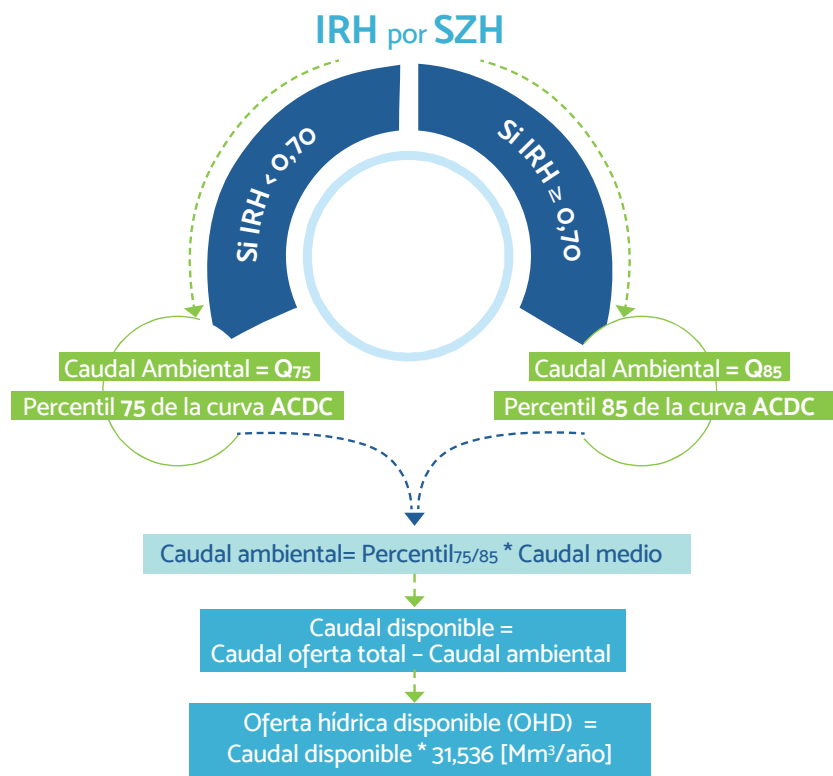 IRH por SZH
Si IRH < 0,70
Si IRH ≥ 0,70
Caudal Ambiental = Q75
Percentil 75 de la curva ACDC
Caudal Ambiental = Q85
Percentil 85 de la curva ACDC
Caudal ambiental= Percentil75/85 * Caudal medio
Caudal disponible =
Caudal oferta total – Caudal ambiental
Oferta hídrica disponible (OHD) =
Caudal disponible * 31,536 [Mm³/año]